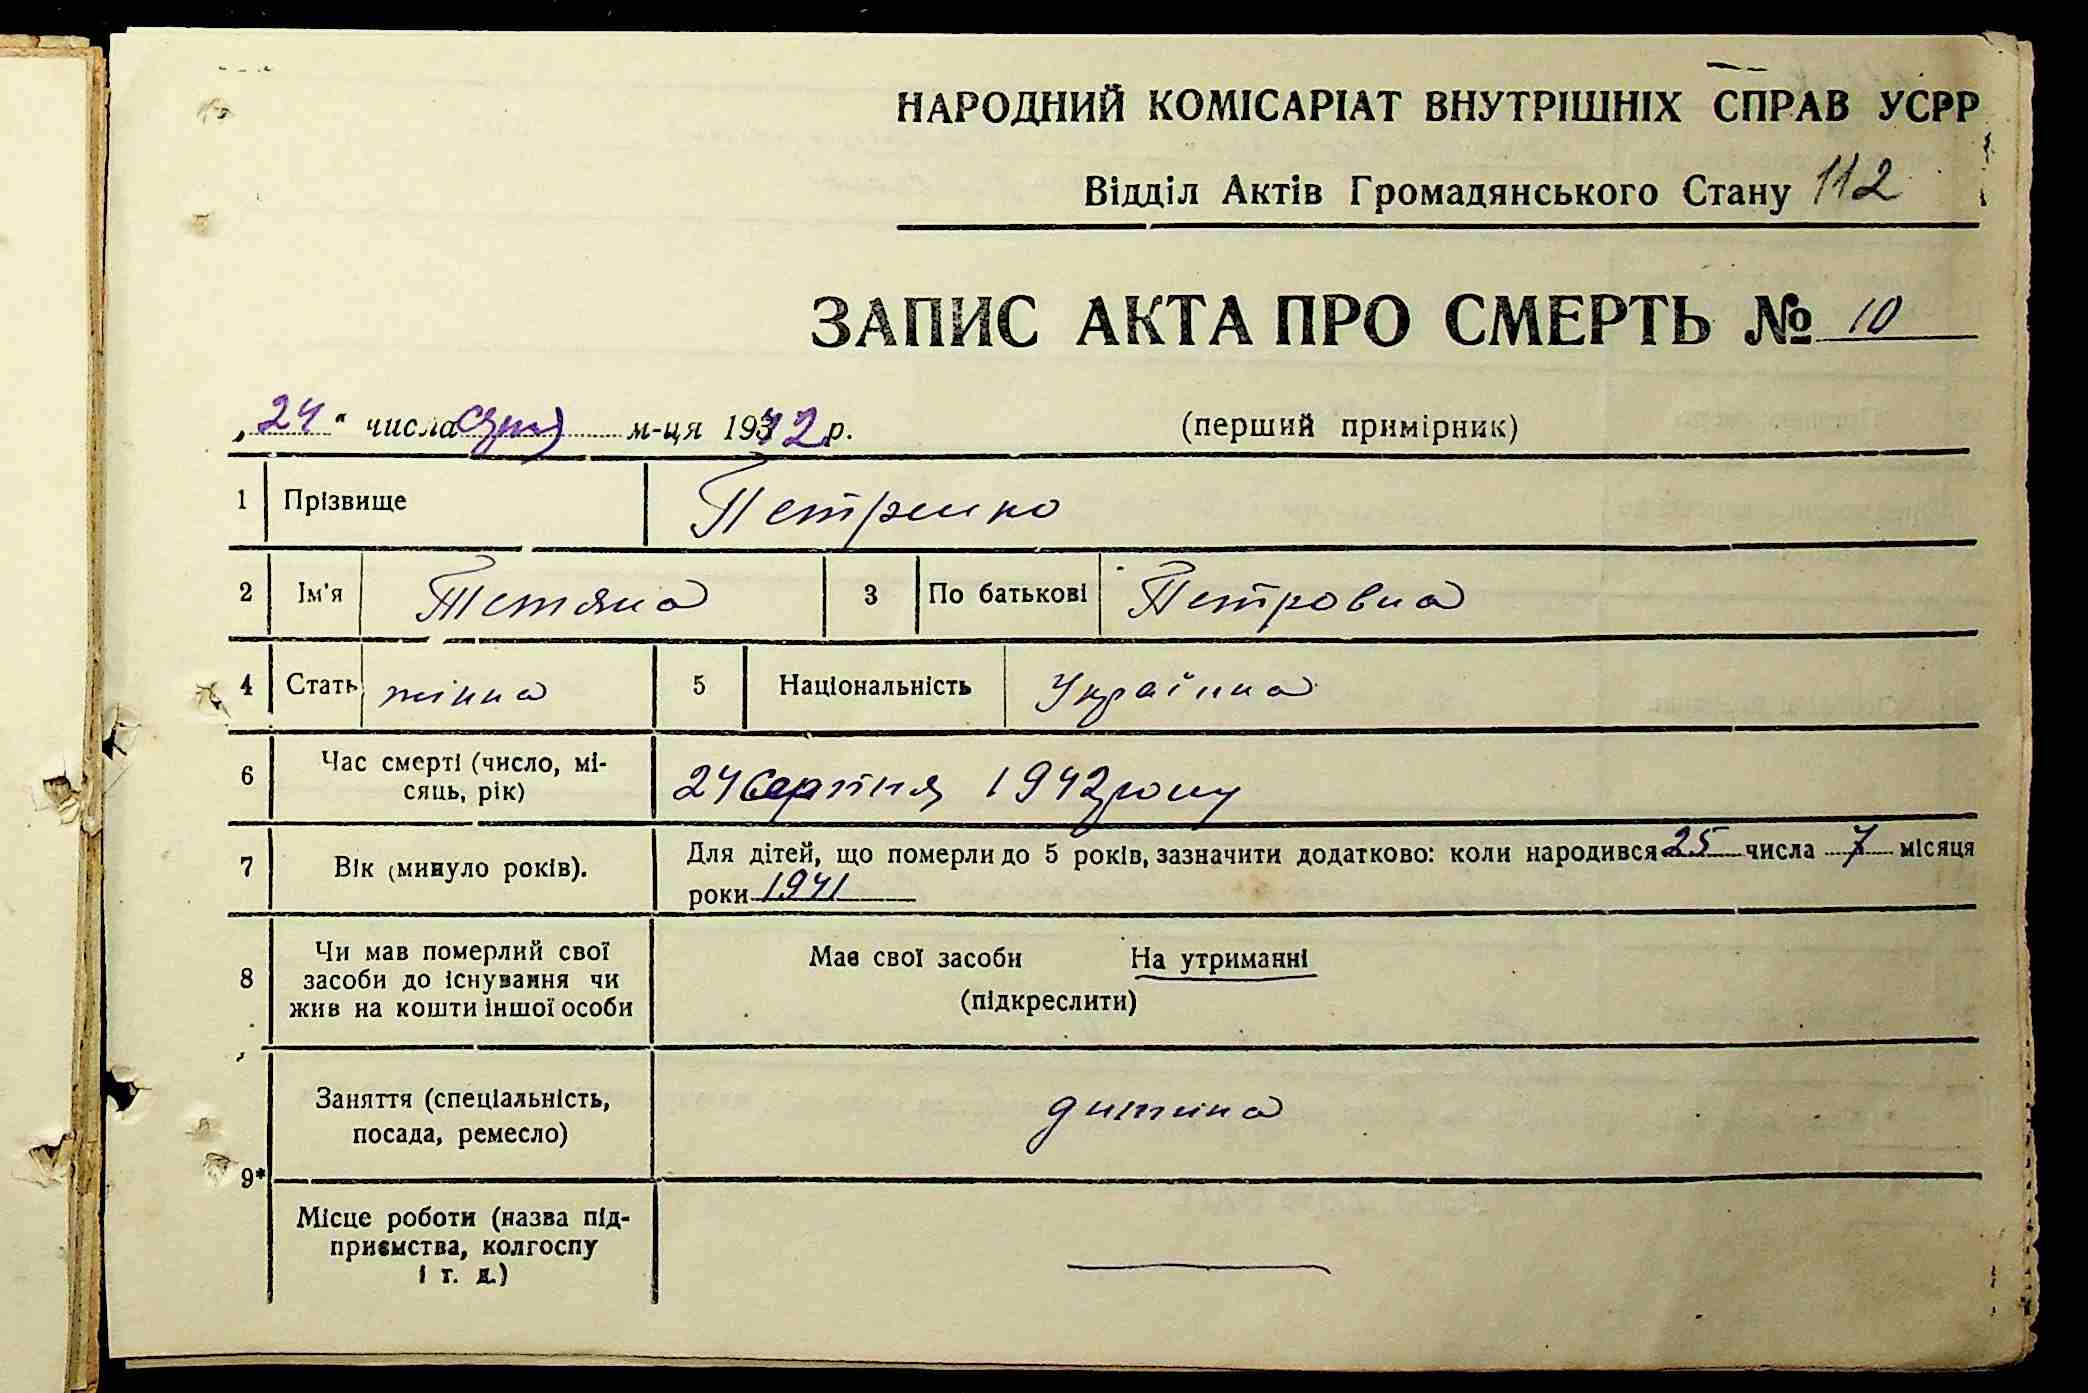 НАРОДНИЙ КОМІСАРІАТ ВНУТРІШНІХ СПРАВ УСРР
Відділ Актів Громадянського Стану 112
ЗАПИС АКТА ПРО СМЕРТЬ № 10
„24“ числа м-ця 1942 р. (перший примірник)
1 Прізвище Петренко
2 Ім'я Тетяна 3 По батькові Петровна
4 Стать жінка 5 Національність Українка
6 Час смерті (число, мі-
сяць, рік) 24 серпня 1942 року
7 Вік (минуло років). Для дітей, що померли до 5 років, зазначити додатково: коли народився 25 числа 7 місяця
роки 1941
8 Чи мав померлий свої
засоби до існування чи
жив на кошти іншої особи
Має свої засоби На утриманні
(підкреслити)
9* Заняття (спеціальність,
посада, ремесло) дитина
Місце роботи (назва під-
приємства, колгоспу
і т. д.)